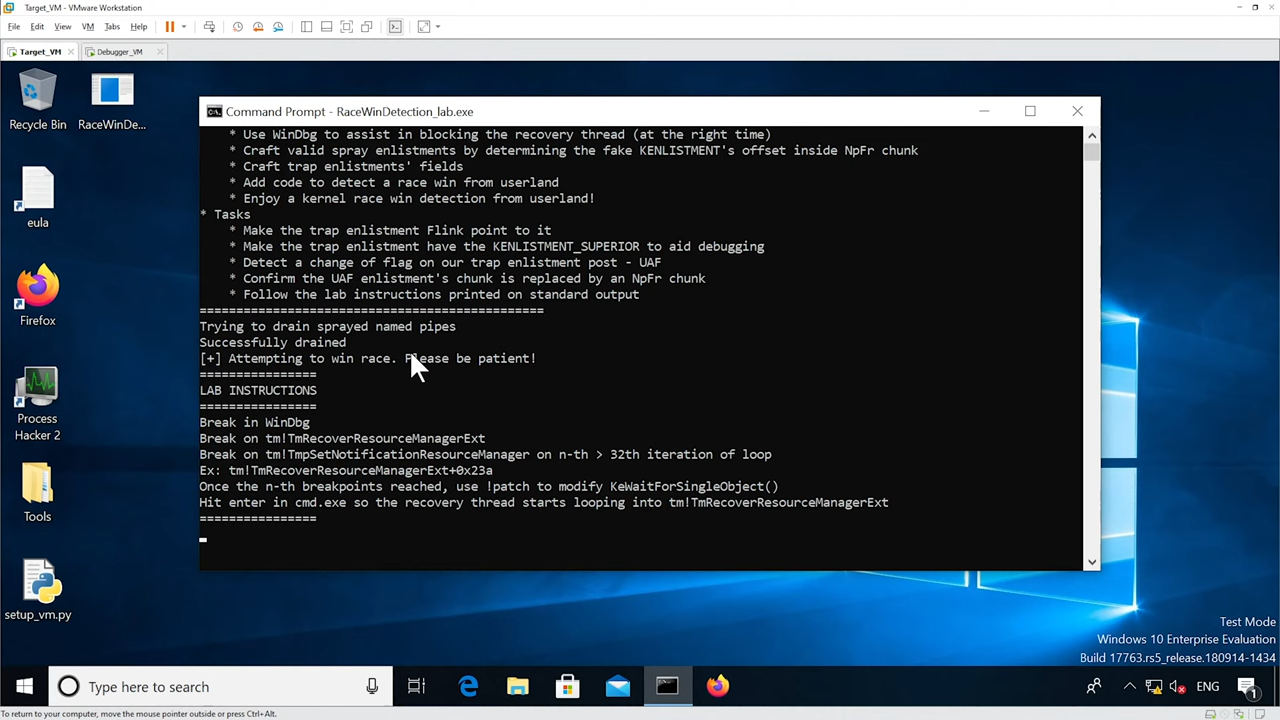 Target_VM - VMware Workstation
File Edit View VM Tabs Help
Target_VM Debugger_VM
Recycle Bin
RaceWinDe...
eula
Firefox
Process
Hacker 2
Tools
setup_vm.py
Command Prompt - RaceWinDetection_lab.exe
* Use WinDbg to assist in blocking the recovery thread (at the right time)
* Craft valid spray enlistments by determining the fake KENLISTMENT's offset inside NpFr chunk
* Craft trap enlistments' fields
* Add code to detect a race win from userland
* Enjoy a kernel race win detection from userland!
* Tasks
* Make the trap enlistment Flink point to it
* Make the trap enlistment have the KENLISTMENT_SUPERIOR to aid debugging
* Detect a change of flag on our trap enlistment post - UAF
* Confirm the UAF enlistment's chunk is replaced by an NpFr chunk
* Follow the lab instructions printed on standard output
=====================================================
Trying to drain sprayed named pipes
Successfully drained
[+] Attempting to win race. Please be patient!
================
LAB INSTRUCTIONS
================
Break in WinDbg
Break on tm!TmRecoverResourceManagerExt
Break on tm!TmpSetNotificationResourceManager on n-th > 32th iteration of loop
Ex: tm!TmRecoverResourceManagerExt+0x23a
Once the n-th breakpoints reached, use !patch to modify KeWaitForSingleObject()
Hit enter in cmd.exe so the recovery thread starts looping into tm!TmRecoverResourceManagerExt
================
Test Mode
Windows 10 Enterprise Evaluation
Build 17763.rs5_release.180914-1434
Type here to search
ENG
1
To return to your computer, move the mouse pointer outside or press Ctrl+Alt.